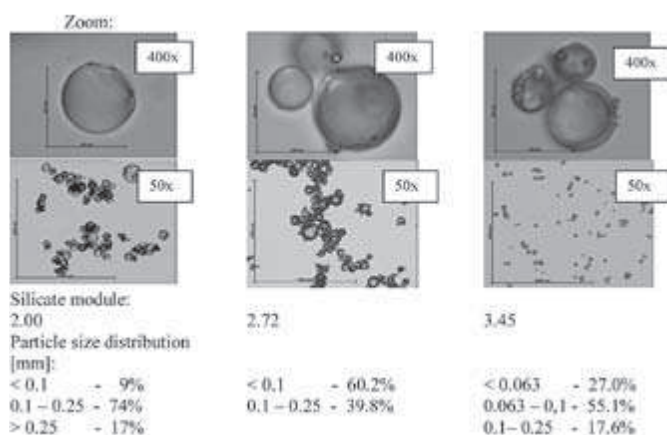 Zoom:
400x 400x 400x
50x 50x 50x
Silicate module:
2.00 2.72 3.45
Particle size distribution
[mm]:
< 0.1 - 9% < 0.1 - 60.2% < 0.063 - 27.0%
0.1 – 0.25 - 74% 0.1 – 0.25 - 39.8% 0.063 – 0,1 - 55.1%
> 0.25 - 17% 0.1– 0.25 - 17.6%